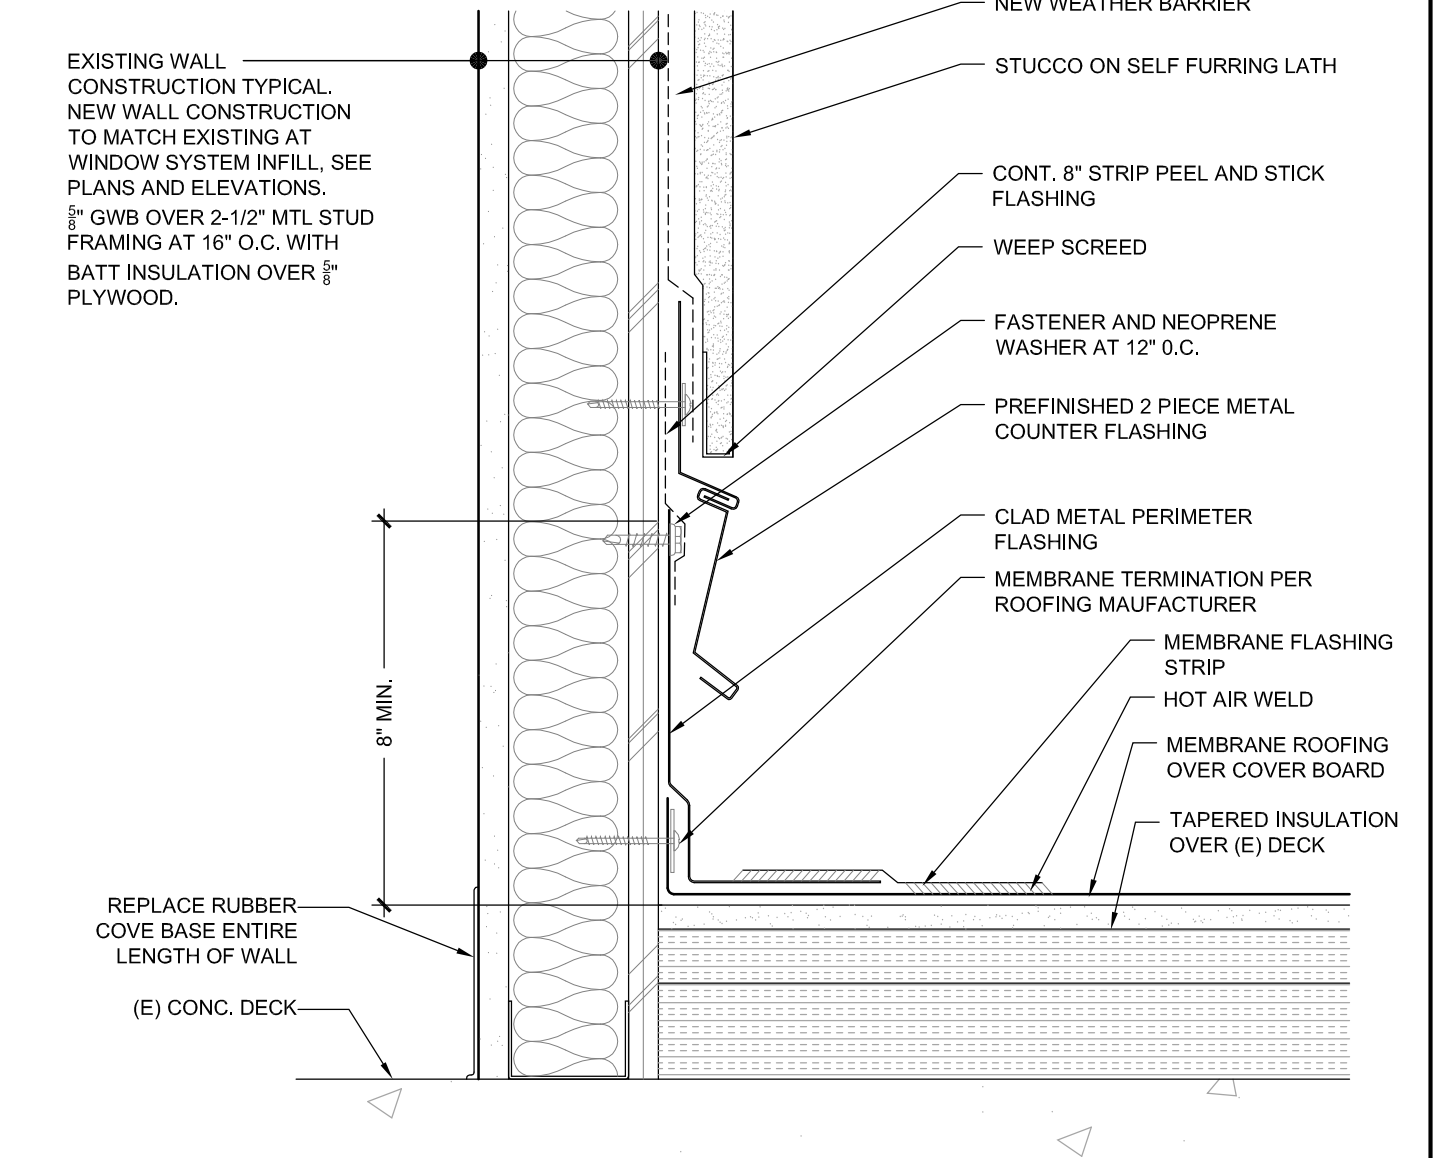 NEW WEATHER BARRIER
EXISTING WALL
CONSTRUCTION TYPICAL.
NEW WALL CONSTRUCTION
TO MATCH EXISTING AT
WINDOW SYSTEM INFILL, SEE
PLANS AND ELEVATIONS.
5/8" GWB OVER 2-1/2" MTL STUD
FRAMING AT 16" O.C. WITH
BATT INSULATION OVER 5/8"
PLYWOOD.
STUCCO ON SELF FURRING LATH
CONT. 8" STRIP PEEL AND STICK
FLASHING
WEEP SCREED
FASTENER AND NEOPRENE
WASHER AT 12" 0.C.
PREFINISHED 2 PIECE METAL
COUNTER FLASHING
CLAD METAL PERIMETER
FLASHING
MEMBRANE TERMINATION PER
ROOFING MAUFACTURER
MEMBRANE FLASHING
STRIP
HOT AIR WELD
MEMBRANE ROOFING
OVER COVER BOARD
TAPERED INSULATION
OVER (E) DECK
8" MIN.
REPLACE RUBBER
COVE BASE ENTIRE
LENGTH OF WALL
(E) CONC. DECK